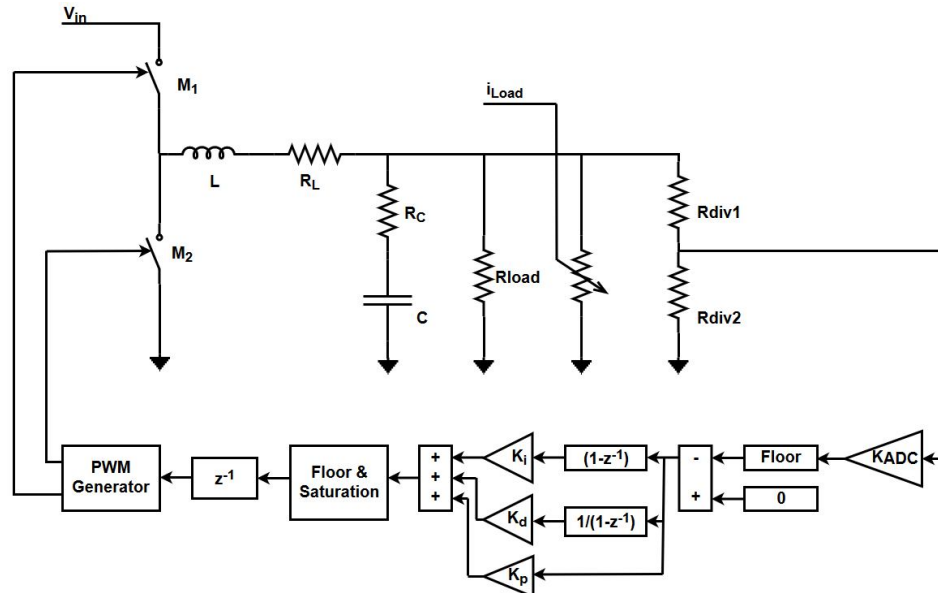 Vin
M1
iLoad
L
RL
Rdiv1
RC
M2
Rload
Rdiv2
C
PWM
Generator
z-1
Floor &
Saturation
+
+
+
Ki
(1-z-1)
-
+
Floor
KADC
0
Kd
1/(1-z-1)
Kp